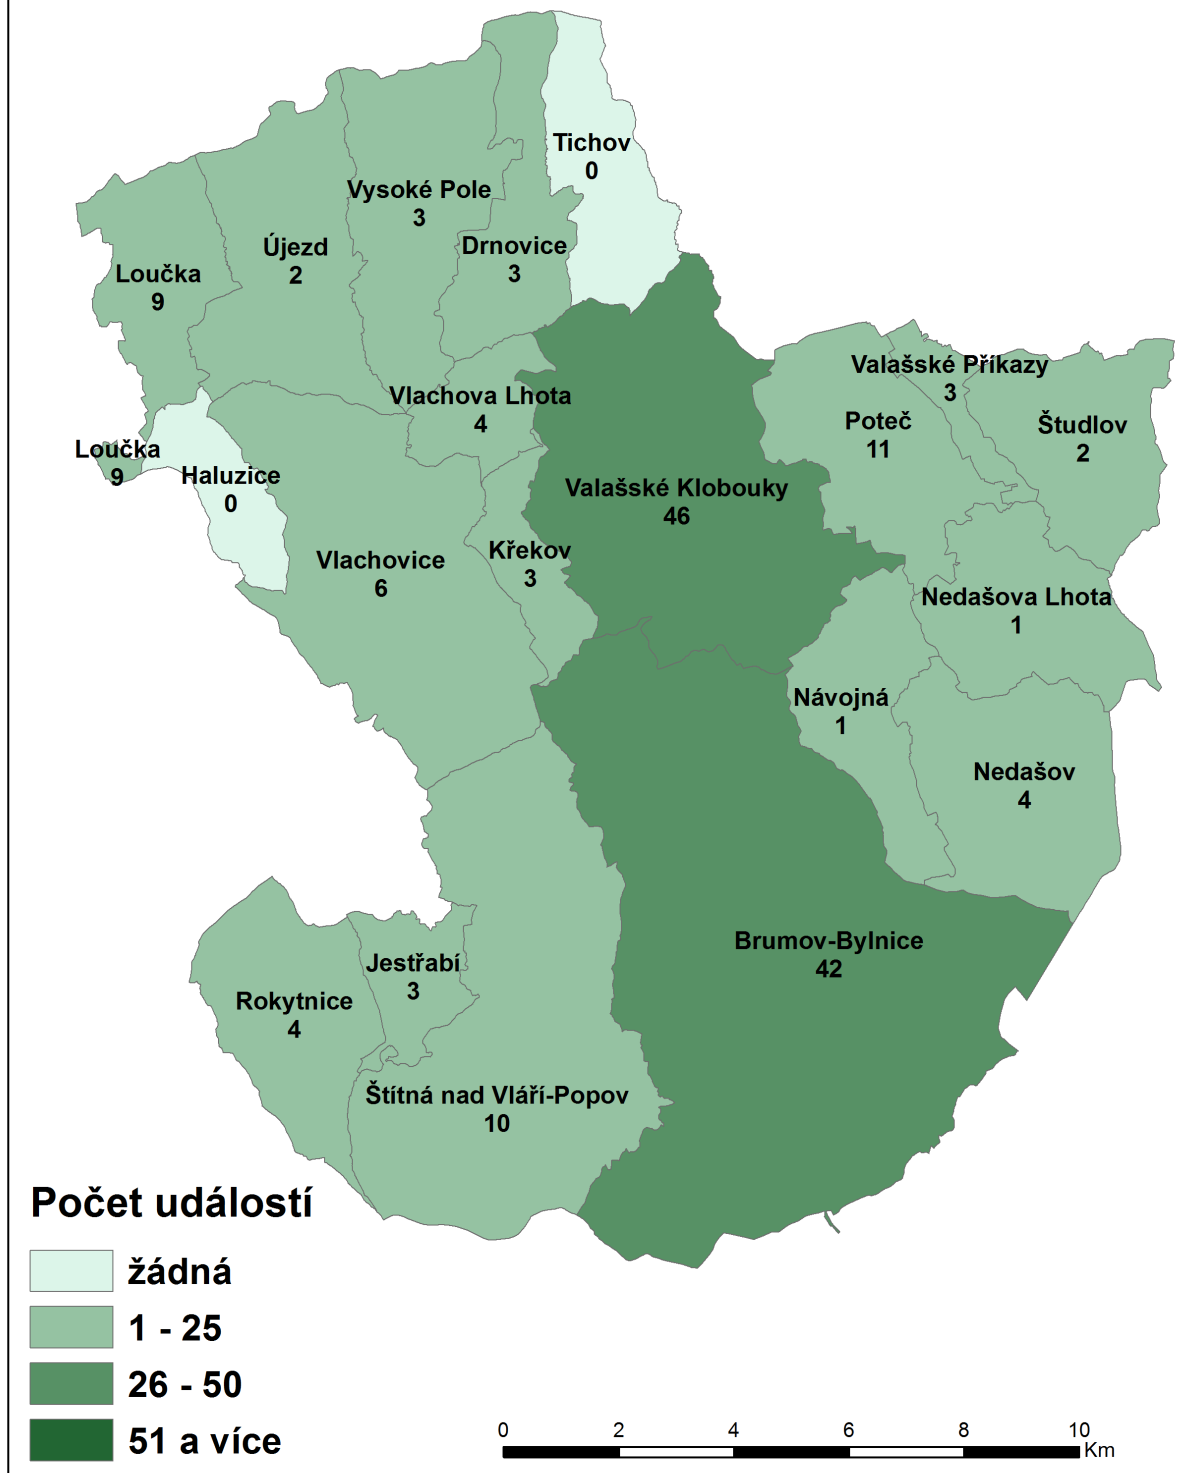 Tichov
0
Vysoké Pole
3
Drnovice
3
Újezd
2
Loučka
9
Valašské Příkazy
3
Vlachova Lhota
4
Poteč
11
Študlov
2
Loučka
9
Haluzice
0
Valašské Klobouky
46
Vlachovice
6
Křekov
3
Nedašova Lhota
1
Návojná
1
Nedašov
4
Brumov-Bylnice
42
Jestřabí
3
Rokytnice
4
Štítná nad Vláří-Popov
10
Počet událostí
žádná
1 - 25
26 - 50
51 a více
0 2 4 6 8 10
Km